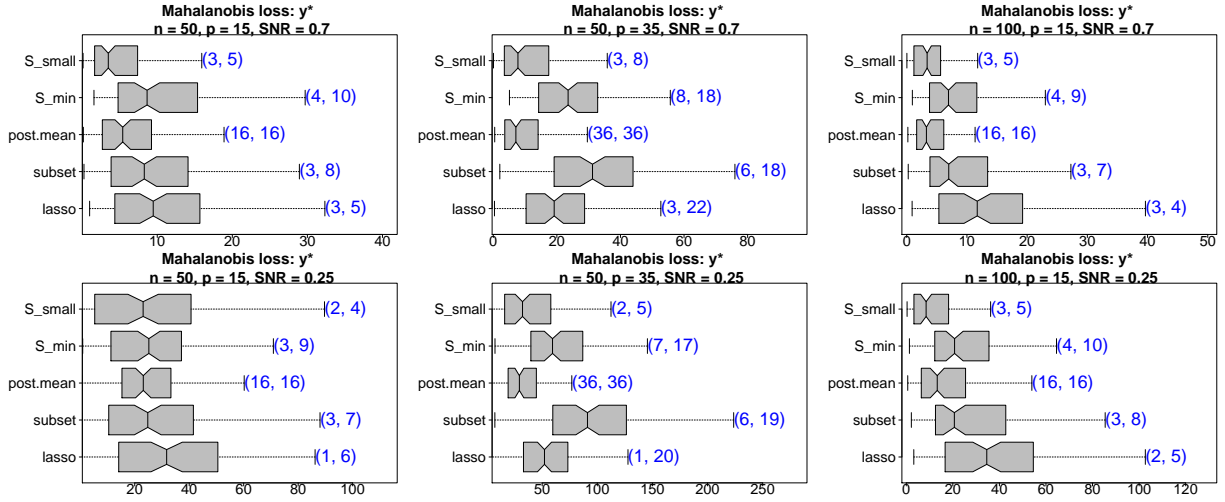 Mahalanobis loss: y*
n = 50, p = 15, SNR = 0.7
S_small
(3, 5)
S_min
(4, 10)
post.mean
(16, 16)
subset
(3, 8)
lasso
(3, 5)
10 20 30 40
Mahalanobis loss: y*
n = 50, p = 35, SNR = 0.7
S_small
(3, 8)
S_min
(8, 18)
post.mean
(36, 36)
subset
(6, 18)
lasso
(3, 22)
0 20 40 60 80
Mahalanobis loss: y*
n = 100, p = 15, SNR = 0.7
S_small
(3, 5)
S_min
(4, 9)
post.mean
(16, 16)
subset
(3, 7)
lasso
(3, 4)
0 10 20 30 40 50
Mahalanobis loss: y*
n = 50, p = 15, SNR = 0.25
S_small
(2, 4)
S_min
(3, 9)
post.mean
(16, 16)
subset
(3, 7)
lasso
(1, 6)
20 40 60 80 100
Mahalanobis loss: y*
n = 50, p = 35, SNR = 0.25
S_small
(2, 5)
S_min
(7, 17)
post.mean
(36, 36)
subset
(6, 19)
lasso
(1, 20)
50 100 150 200 250
Mahalanobis loss: y*
n = 100, p = 15, SNR = 0.25
S_small
(3, 5)
S_min
(4, 10)
post.mean
(16, 16)
subset
(3, 8)
lasso
(2, 5)
0 20 40 60 80 100 120